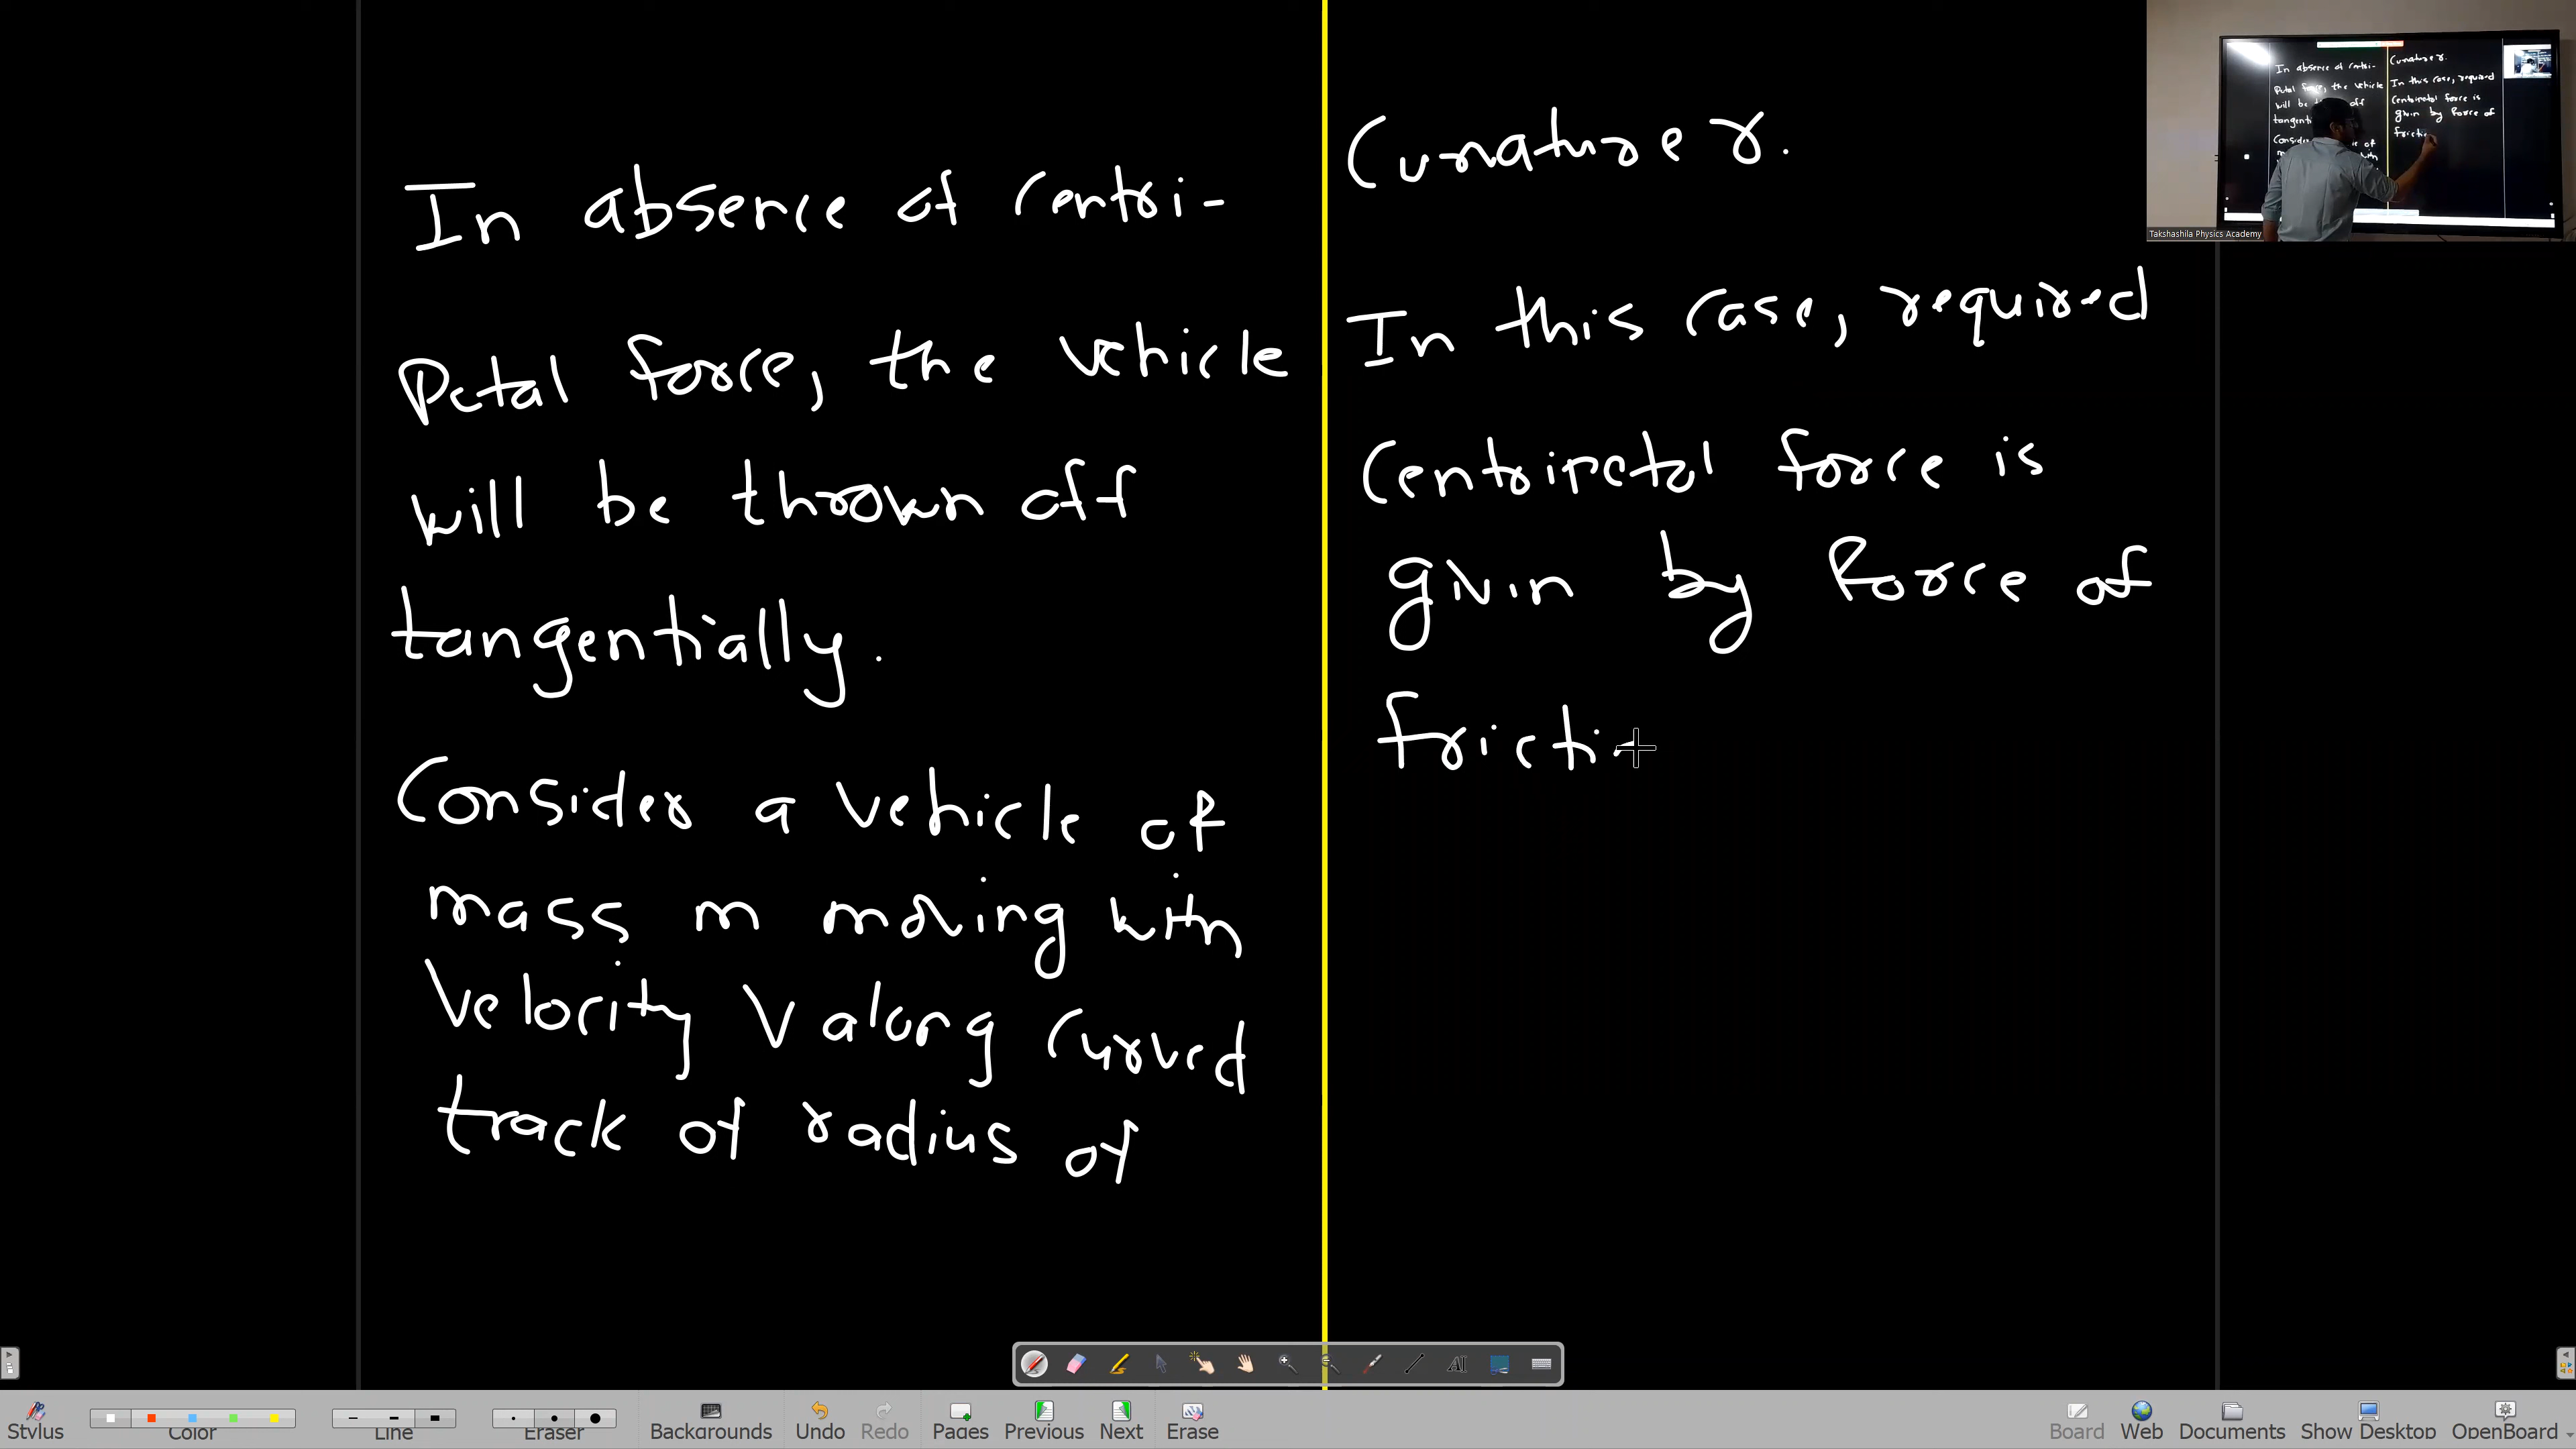 In absence of centri-
Petal force, the vehicle
will be thrown off
tangentially.
Consider a vehicle of
mass m moving with
Velocity V along curved
track of radius of
Curvature r.
In this case, required
Centripetal force is
given by Force of
fricti
Takshashila Physics Academy
Stylus Color Line Eraser Backgrounds Undo Redo Pages Previous Next Erase Board Web Documents Show Desktop OpenBoard